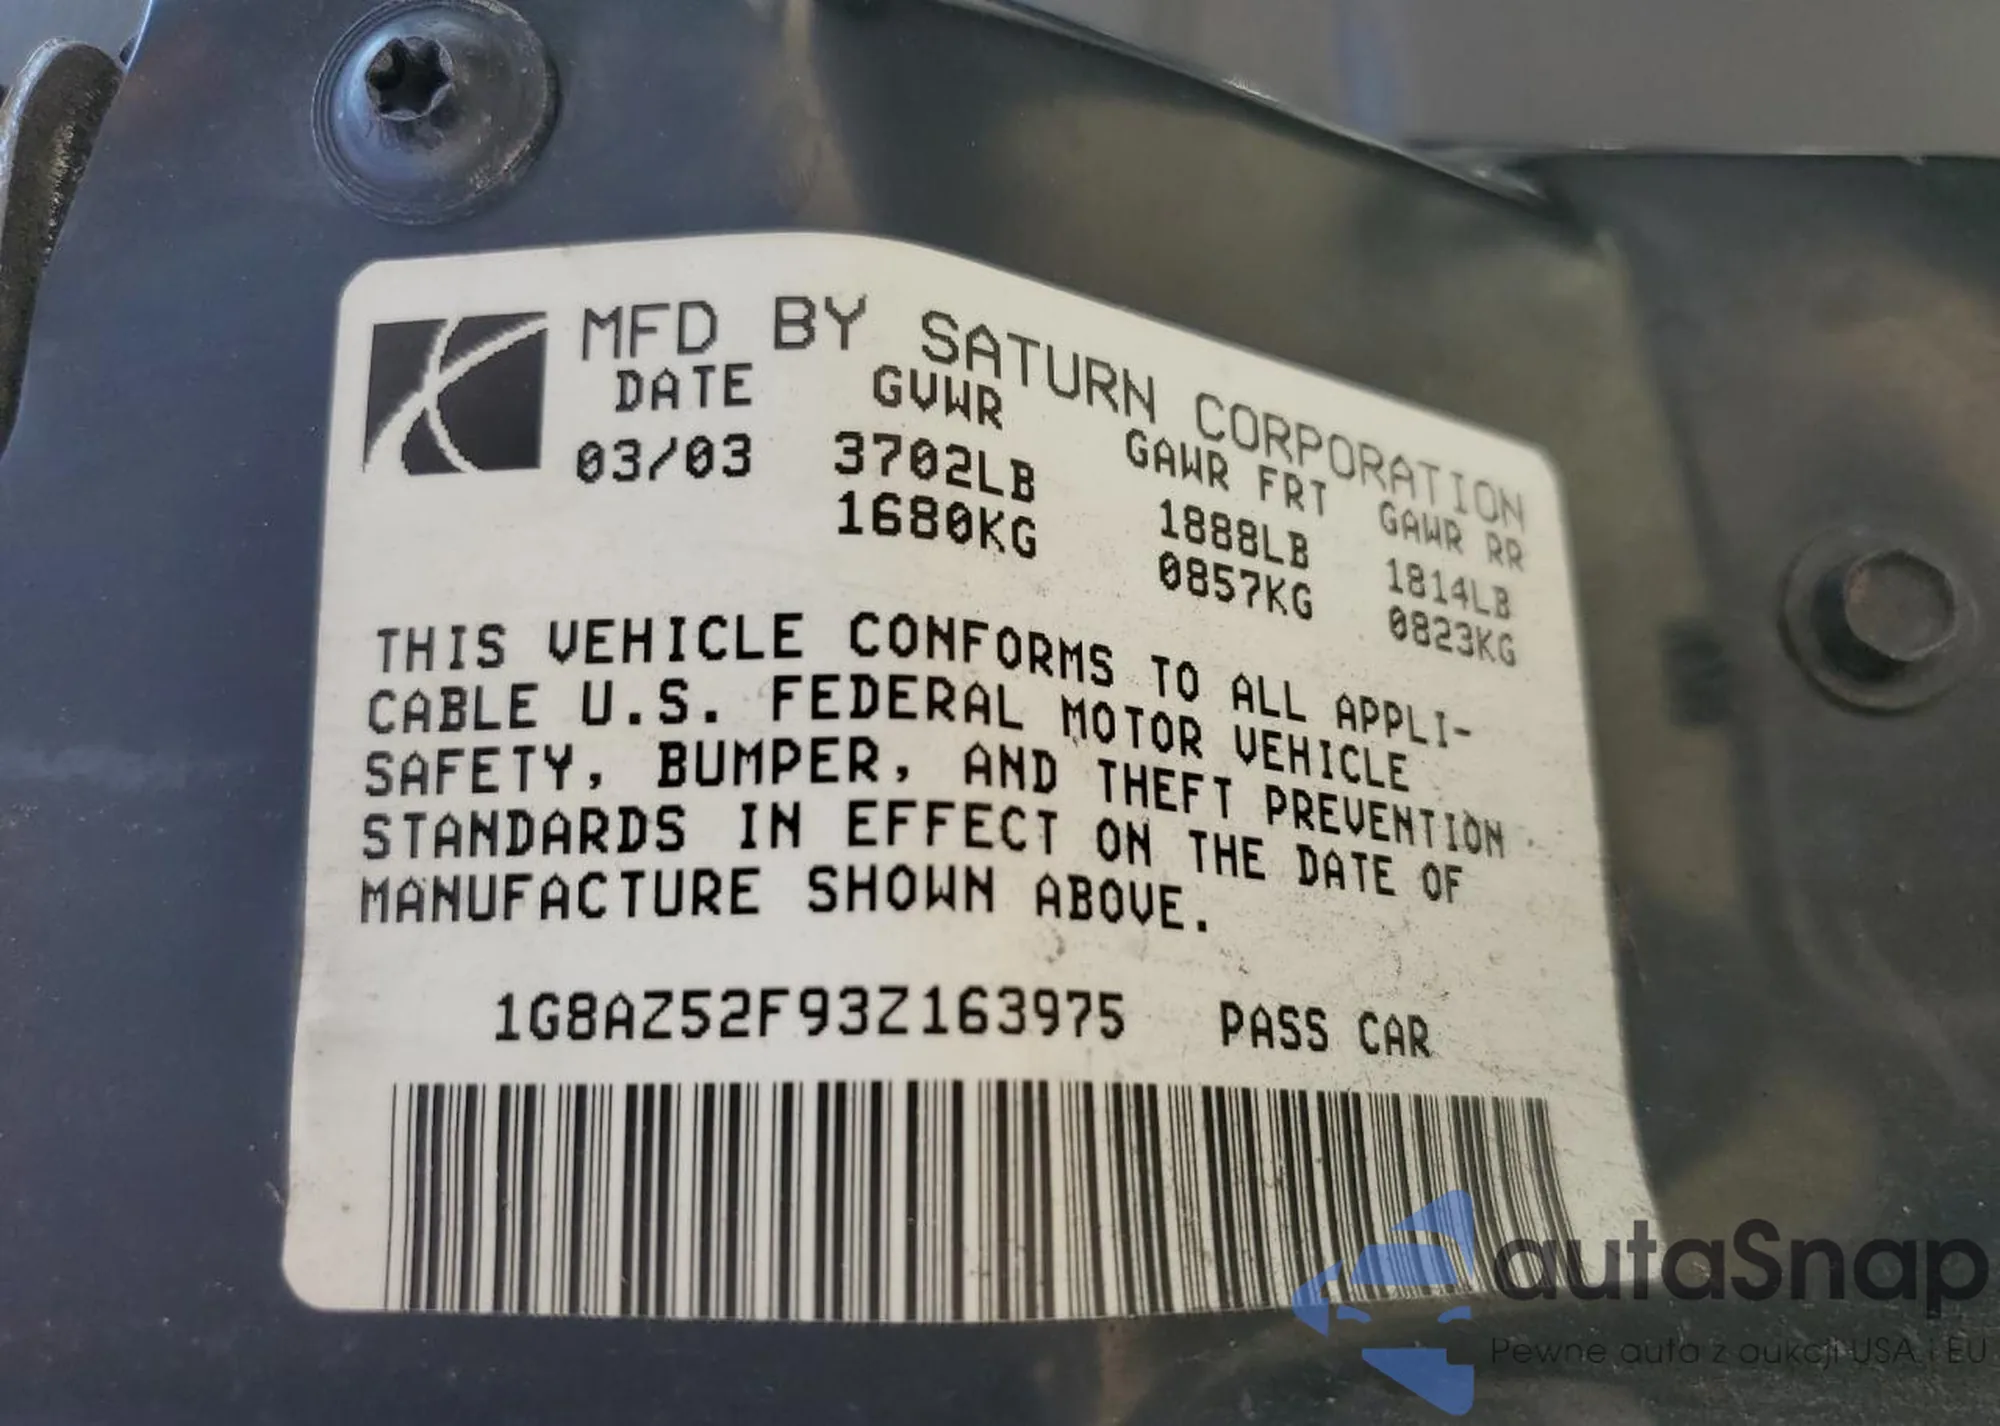 MFD BY SATURN CORPORATION
DATE GVWR GAWR FRT GAWR RR
03/03 3702LB 1888LB 1814LB
1680KG 0857KG 0823KG
THIS VEHICLE CONFORMS TO ALL APPLI-
CABLE U.S. FEDERAL MOTOR VEHICLE
SAFETY, BUMPER, AND THEFT PREVENTION
STANDARDS IN EFFECT ON THE DATE OF
MANUFACTURE SHOWN ABOVE.
1G8AZ52F93Z163975 PASS CAR
autaSnap
Pewne auta z aukcji USA i EU